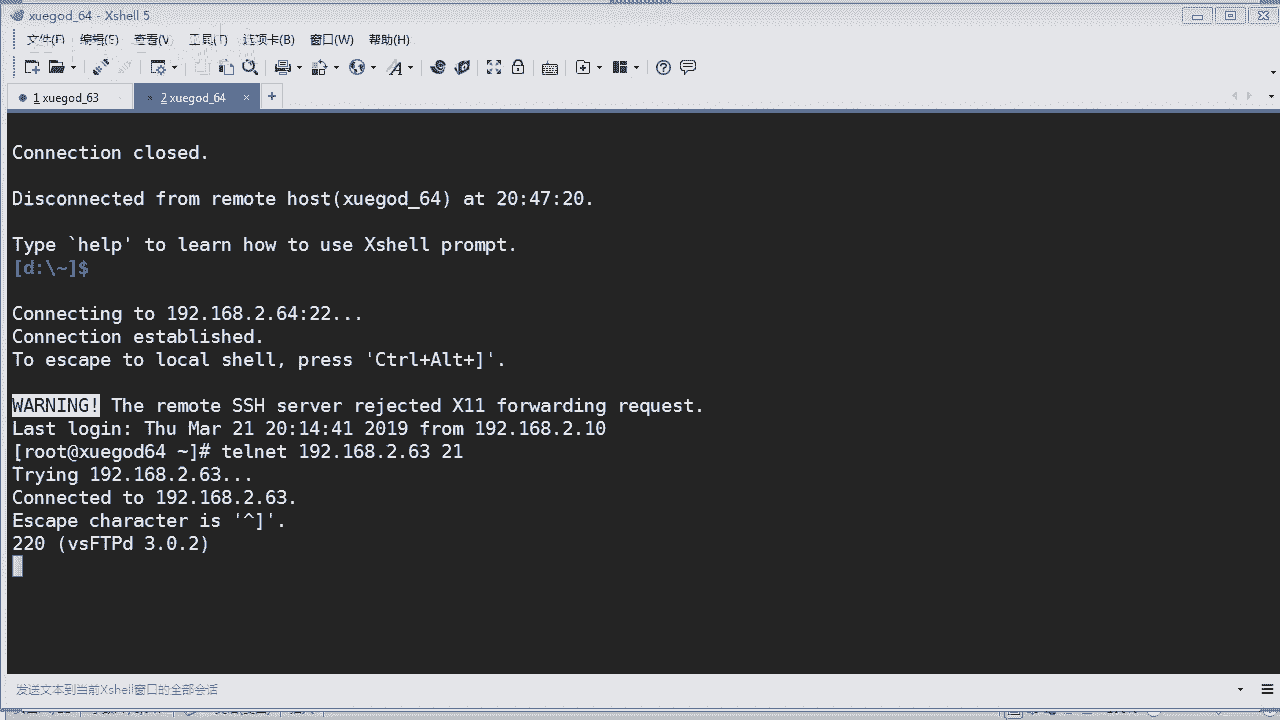 xuegod_64 - Xshell 5
文件(F) 编辑(E) 查看(V) 工具(T) 选项卡(B) 窗口(W) 帮助(H)
1 xuegod_63
2 xuegod_64 × +
Connection closed.
Disconnected from remote host(xuegod_64) at 20:47:20.
Type `help' to learn how to use Xshell prompt.
[d:\~]$
Connecting to 192.168.2.64:22...
Connection established.
To escape to local shell, press 'Ctrl+Alt+]'.
WARNING! The remote SSH server rejected X11 forwarding request.
Last login: Thu Mar 21 20:14:41 2019 from 192.168.2.10
[root@xuegod64 ~]# telnet 192.168.2.63 21
Trying 192.168.2.63...
Connected to 192.168.2.63.
Escape character is '^]'.
220 (vsFTPd 3.0.2)
发送文本到当前Xshell窗口的全部会话